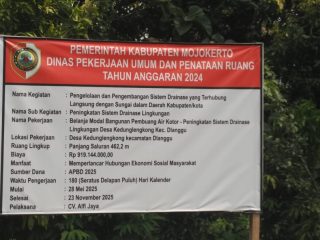 PEMERINTAH KABUPATEN MOJOKERTO
DINAS PEKERJAAN UMUM DAN PENATAAN RUANG
TAHUN ANGGARAN 2024
Nama Kegiatan : Pengelolaan dan Pengembangan Sistem Drainase yang Terhubung
Langsung dengan Sungai dalam Daerah Kabupaten/kota
Nama Sub Kegiatan : Peningkatan Sistem Drainase Lingkungan
Nama Pekerjaan : Belanja Modal Bangunan Pembuang Air Kotor - Peningkatan Sistem Drainase
Lingkungan Desa Kedunglengkong Kec. Dlanggu
Lokasi Pekerjaan : Desa Kedunglengkong kecamatan Dlanggu
Ruang Lingkup : Panjang Saluran 462,2 m
Biaya : Rp 919.144.000,00
Manfaat : Memperlancar Hubungan Ekonomi Sosial Masyarakat
Sumber Dana : APBD 2025
Waktu Pengerjaan : 180 (Seratus Delapan Puluh) Hari Kalender
Mulai : 28 Mei 2025
Selesai : 23 November 2025
Pelaksana : CV. Alfi Jaya